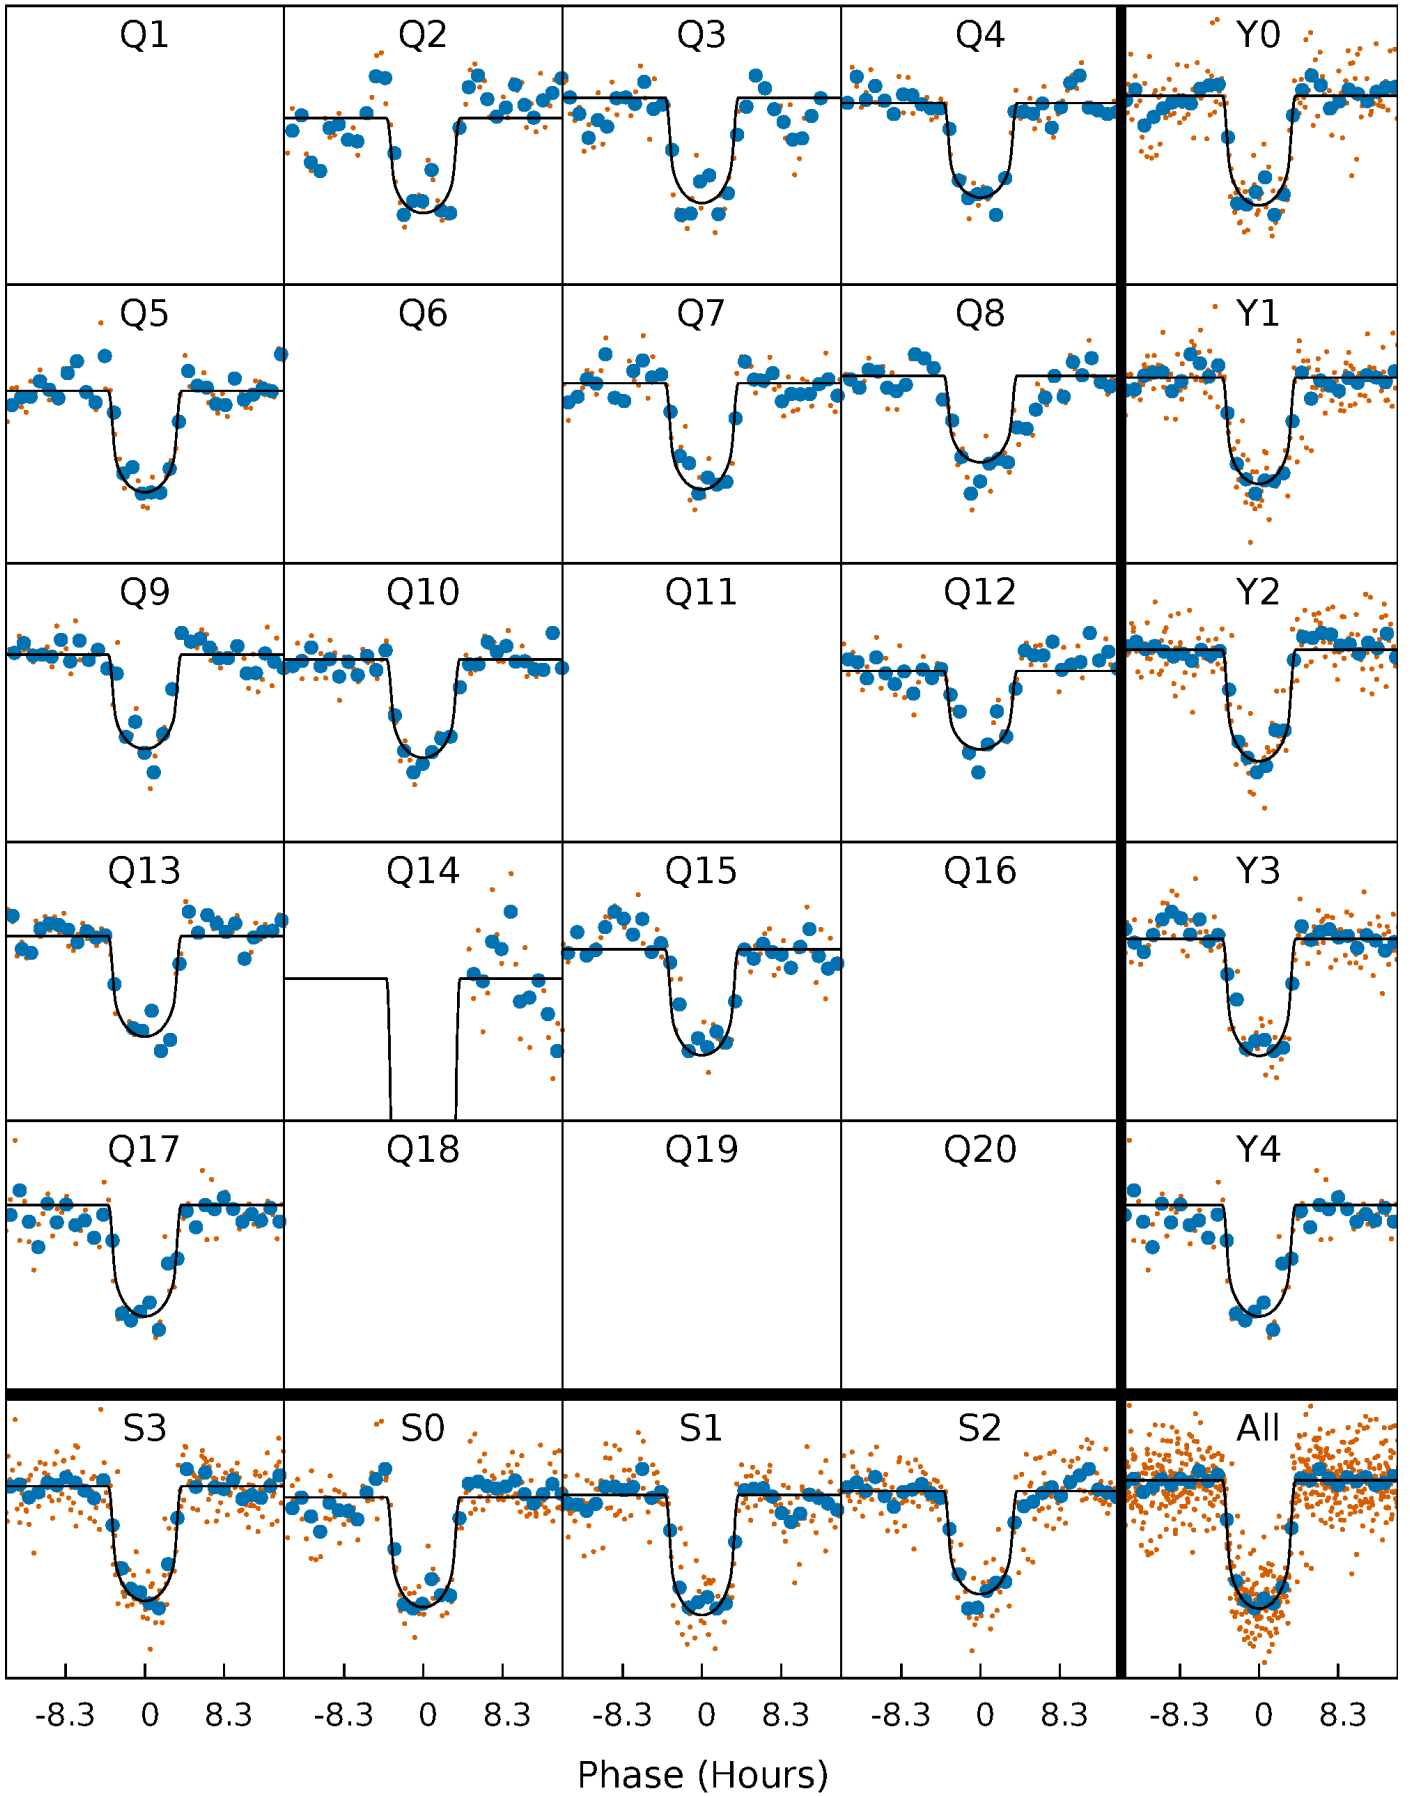 Q1 Q2 Q3 Q4 Y0
Q5 Q6 Q7 Q8 Y1
Q9 Q10 Q11 Q12 Y2
Q13 Q14 Q15 Q16 Y3
Q17 Q18 Q19 Q20 Y4
S3 S0 S1 S2 All
-8.3 0 8.3 -8.3 0 8.3 -8.3 0 8.3 -8.3 0 8.3 -8.3 0 8.3
Phase (Hours)